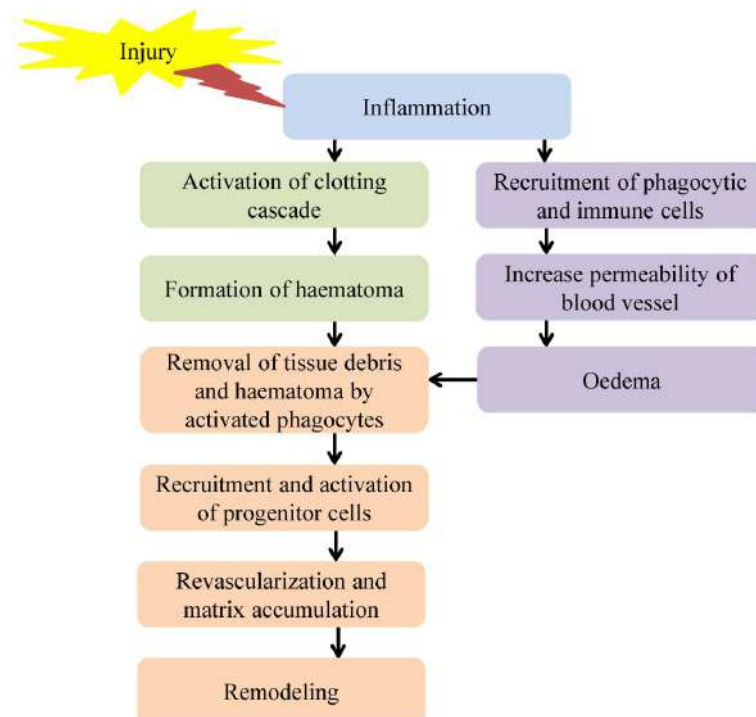 Injury
Inflammation
Activation of clotting
cascade
Recruitment of phagocytic
and immune cells
Formation of haematoma
Increase permeability of
blood vessel
Removal of tissue debris
and haematoma by
activated phagocytes
Oedema
Recruitment and activation
of progenitor cells
Revascularization and
matrix accumulation
Remodeling